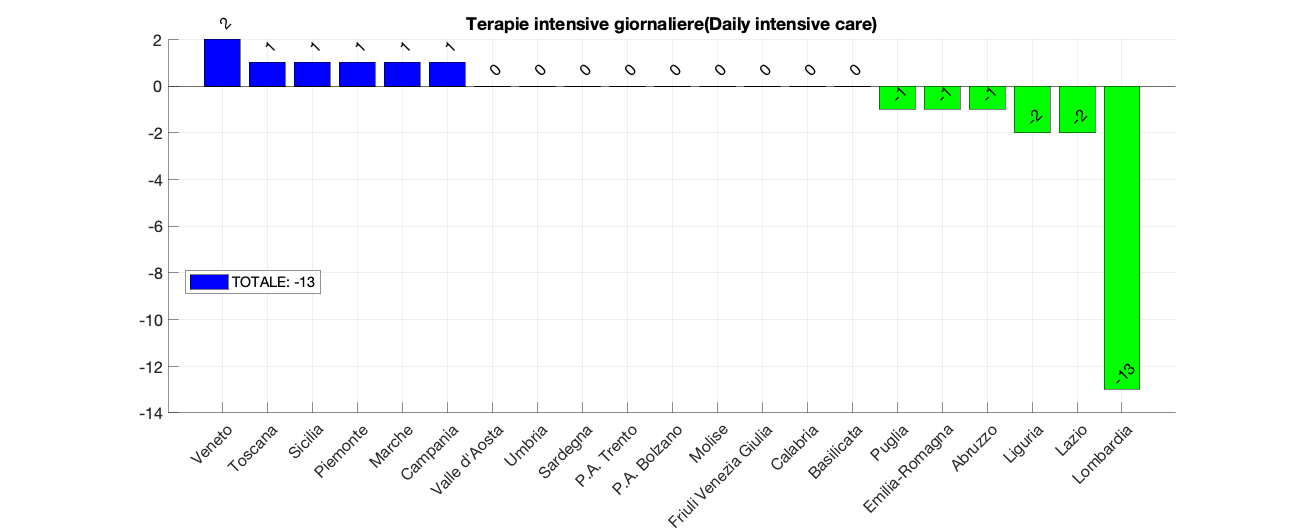 Terapie intensive giornaliere(Daily intensive care)
2 1 1 1 1 1 0 0 0 0 0 0 0 0 0 -1 -1 -1 -2 -2 -13
2
0
-2
-4
-6
-8
-10
-12
-14
TOTALE: -13
Veneto
Toscana
Sicilia
Piemonte
Marche
Campania
Valle d'Aosta
Umbria
Sardegna
P.A. Trento
P.A. Bolzano
Molise
Friuli Venezia Giulia
Calabria
Basilicata
Puglia
Emilia-Romagna
Abruzzo
Liguria
Lazio
Lombardia